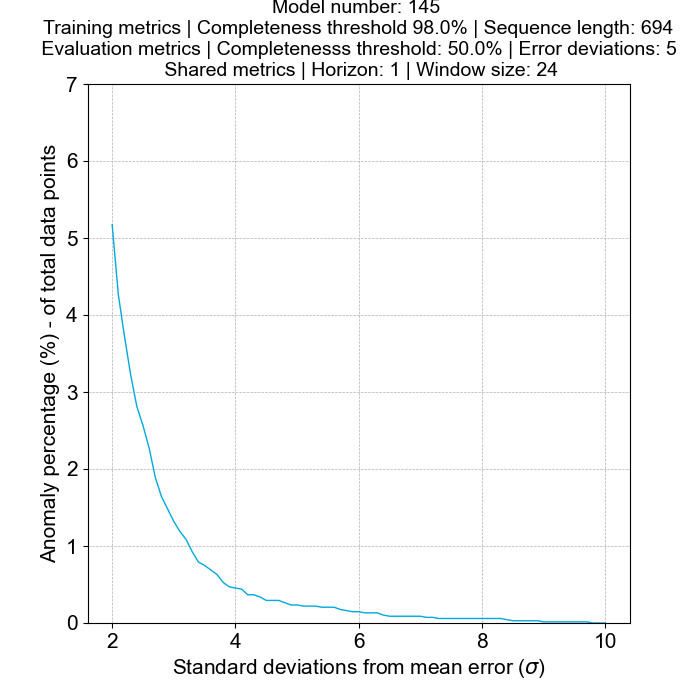 Model number: 145
Training metrics | Completeness threshold 98.0% | Sequence length: 694
Evaluation metrics | Completenesss threshold: 50.0% | Error deviations: 5
Shared metrics | Horizon: 1 | Window size: 24
7
6
5
4
3
2
1
0
Anomaly percentage (%) - of total data points
2 4 6 8 10
Standard deviations from mean error (σ)